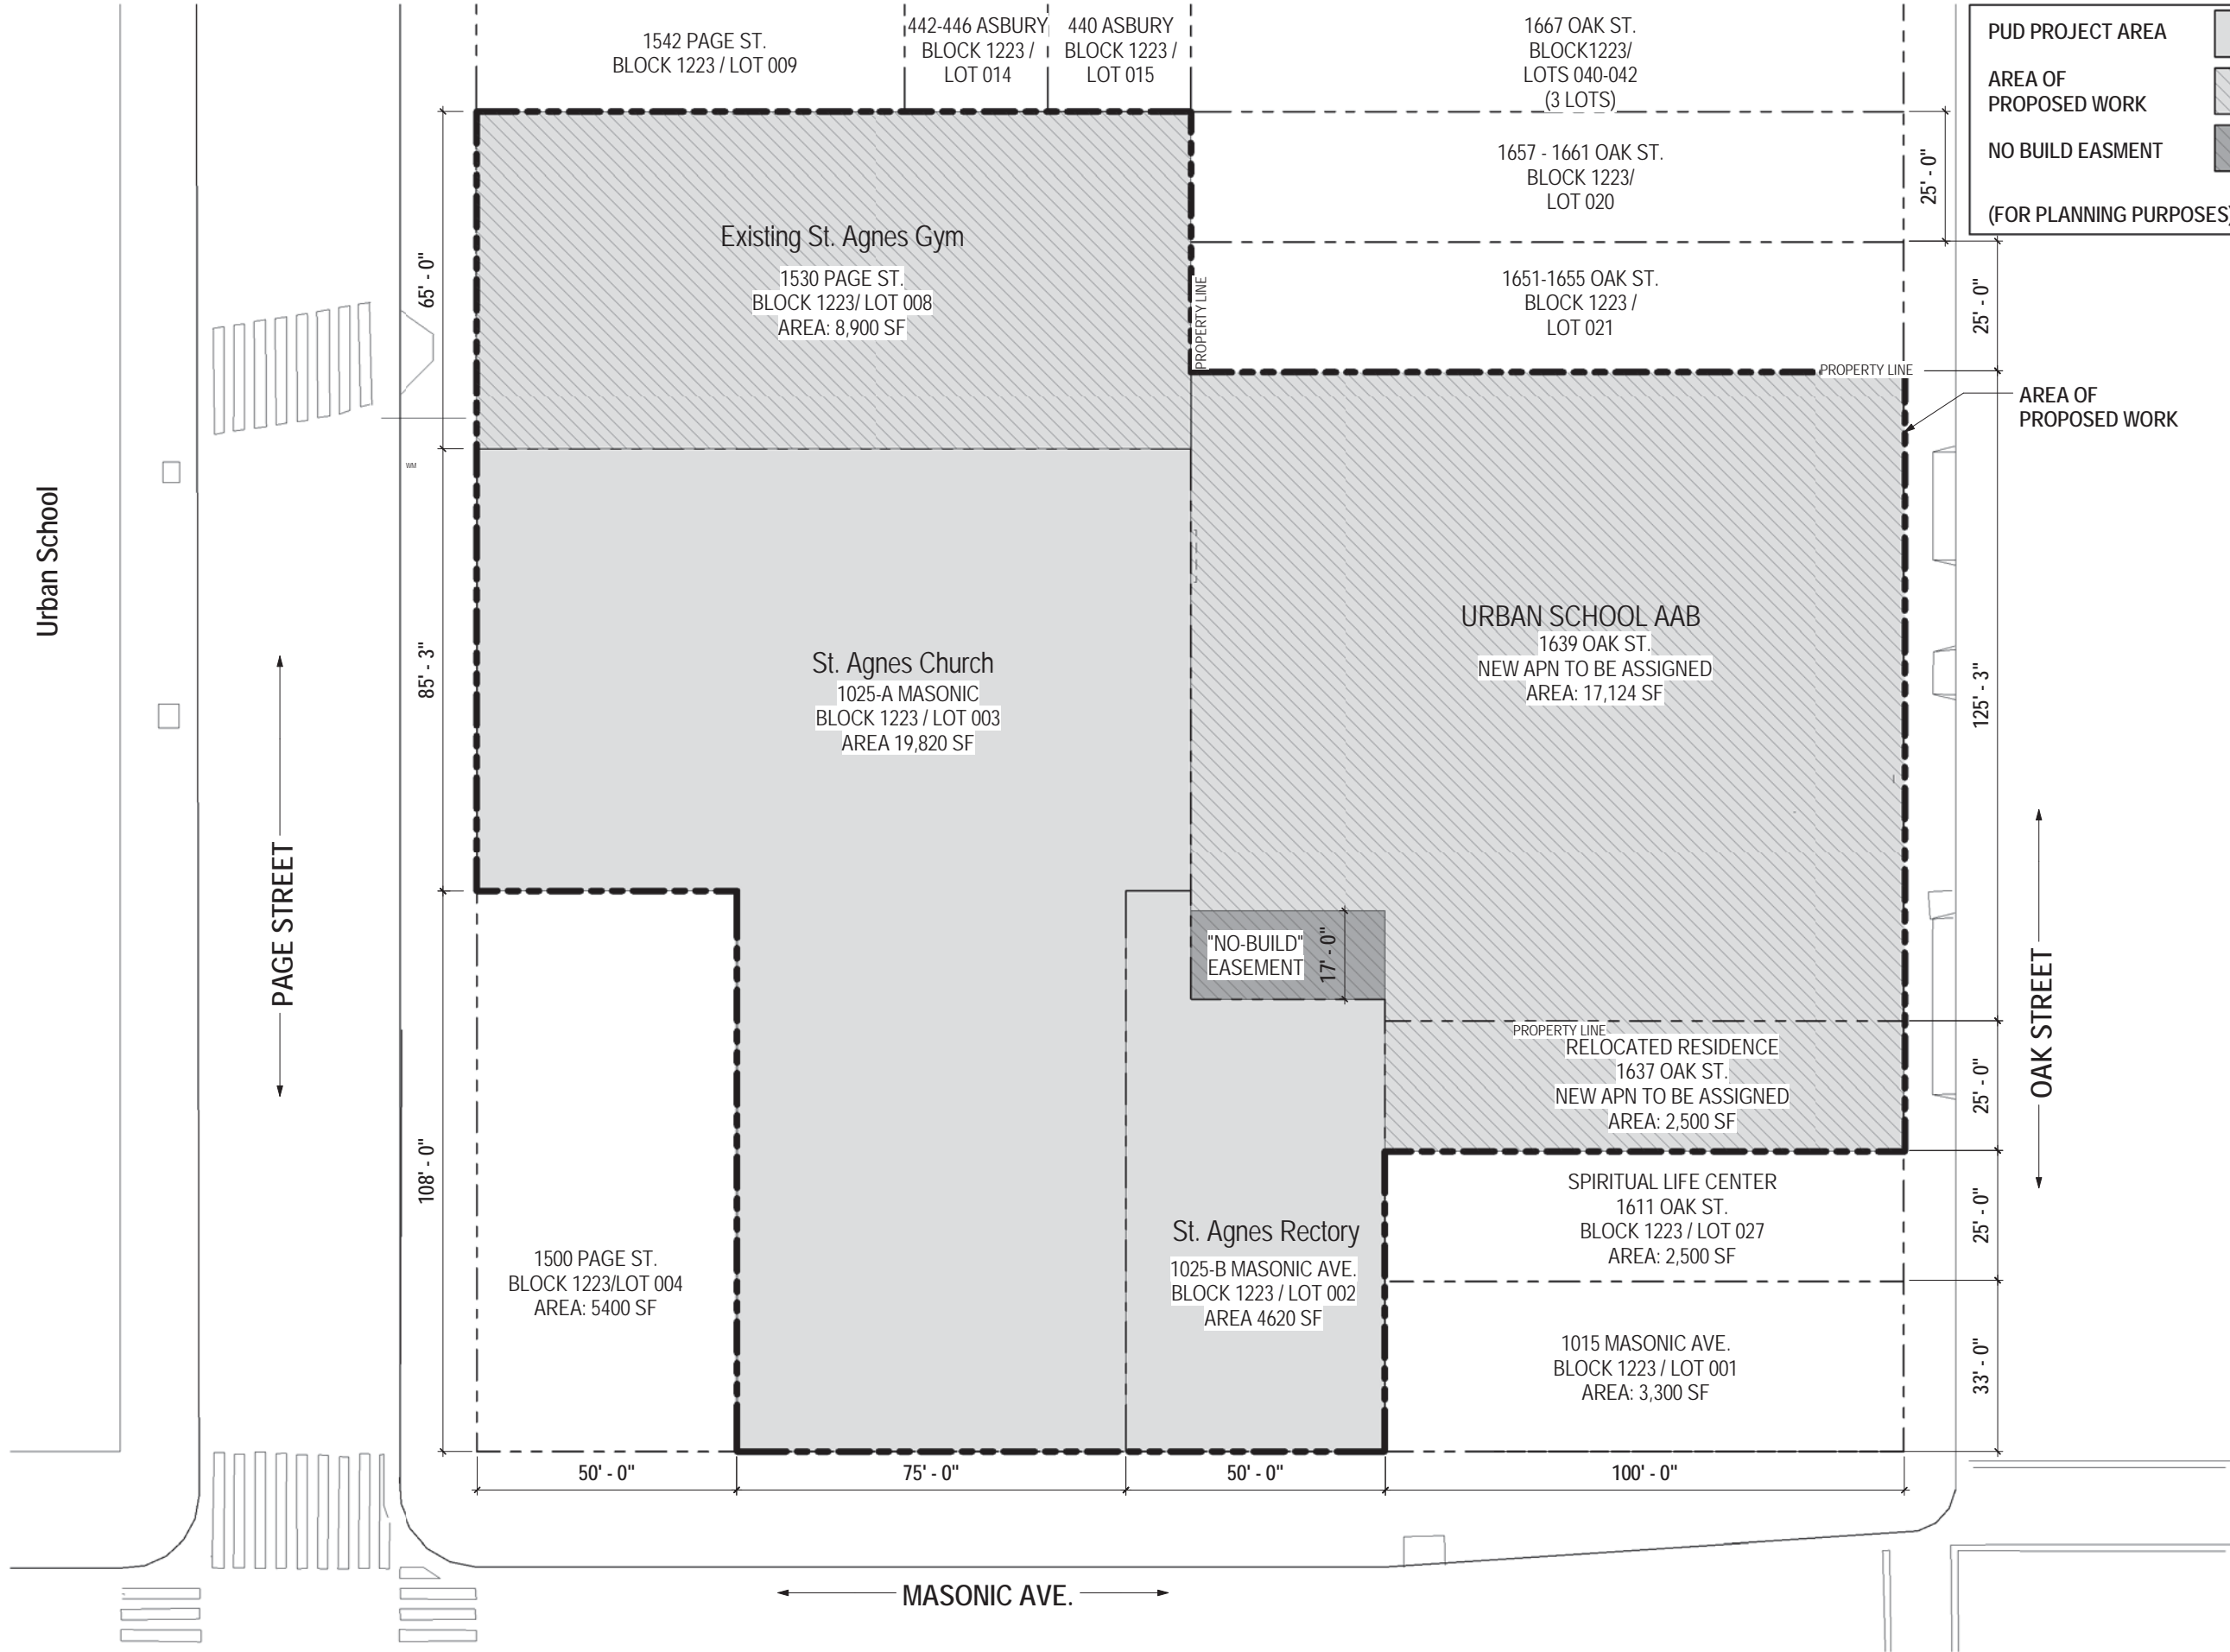 1542 PAGE ST.
BLOCK 1223 / LOT 009
442-446 ASBURY
BLOCK 1223 /
LOT 014
440 ASBURY
BLOCK 1223 /
LOT 015
1667 OAK ST.
BLOCK1223/
LOTS 040-042
(3 LOTS)
PUD PROJECT AREA
AREA OF
PROPOSED WORK
NO BUILD EASMENT
(FOR PLANNING PURPOSES)
1657 - 1661 OAK ST.
BLOCK 1223/
LOT 020
25' - 0"
Existing St. Agnes Gym
1530 PAGE ST.
BLOCK 1223/ LOT 008
AREA: 8,900 SF
65' - 0"
PROPERTY LINE
1651-1655 OAK ST.
BLOCK 1223 /
LOT 021
25' - 0"
PROPERTY LINE
AREA OF
PROPOSED WORK
WM
Urban School
St. Agnes Church
1025-A MASONIC
BLOCK 1223 / LOT 003
AREA 19,820 SF
85' - 3"
URBAN SCHOOL AAB
1639 OAK ST.
NEW APN TO BE ASSIGNED
AREA: 17,124 SF
125' - 3"
PAGE STREET
OAK STREET
"NO-BUILD"
EASEMENT
17' - 0"
PROPERTY LINE
RELOCATED RESIDENCE
1637 OAK ST.
NEW APN TO BE ASSIGNED
AREA: 2,500 SF
25' - 0"
108' - 0"
1500 PAGE ST.
BLOCK 1223/LOT 004
AREA: 5400 SF
St. Agnes Rectory
1025-B MASONIC AVE.
BLOCK 1223 / LOT 002
AREA 4620 SF
SPIRITUAL LIFE CENTER
1611 OAK ST.
BLOCK 1223 / LOT 027
AREA: 2,500 SF
25' - 0"
1015 MASONIC AVE.
BLOCK 1223 / LOT 001
AREA: 3,300 SF
33' - 0"
50' - 0"
75' - 0"
50' - 0"
100' - 0"
MASONIC AVE.